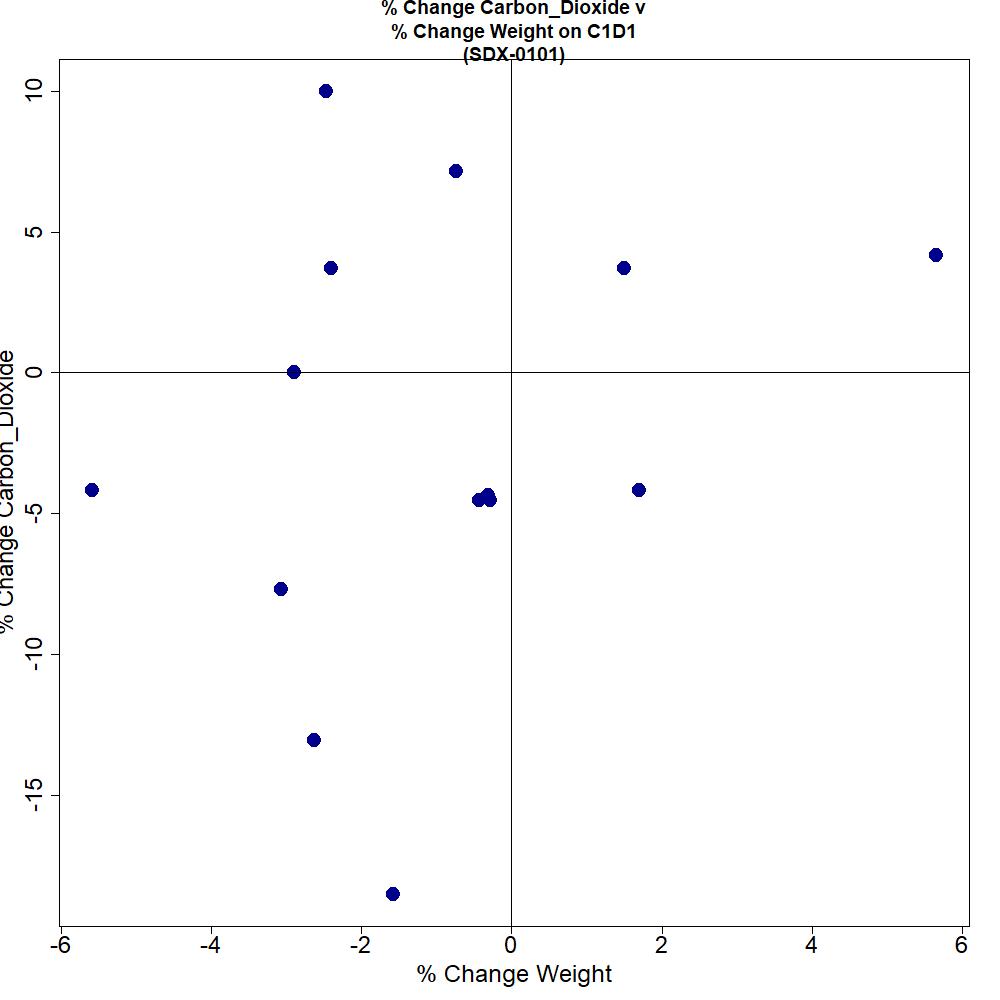 % Change Carbon_Dioxide v
% Change Weight on C1D1
(SDX-0101)
10
5
0
-5
-10
-15
% Change Carbon_Dioxide
-6
-4
-2
0
2
4
6
% Change Weight